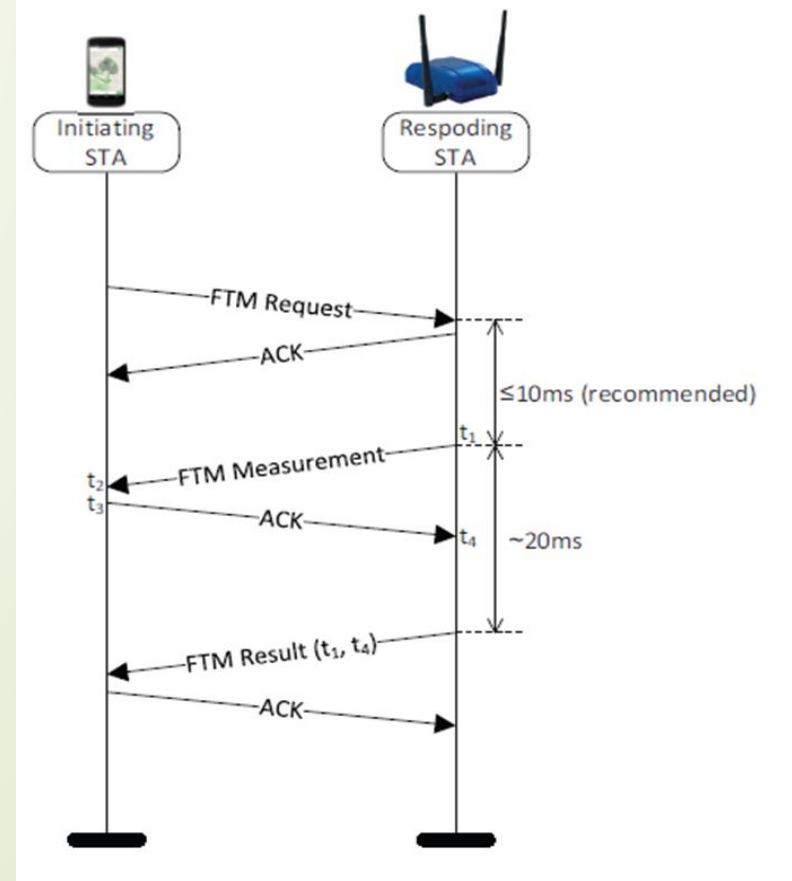 Initiating
STA
Respoding
STA
FTM Request
ACK
≤10ms (recommended)
t₁
FTM Measurement
t₂
t₃
ACK
t₄
~20ms
FTM Result (t₁, t₄)
ACK